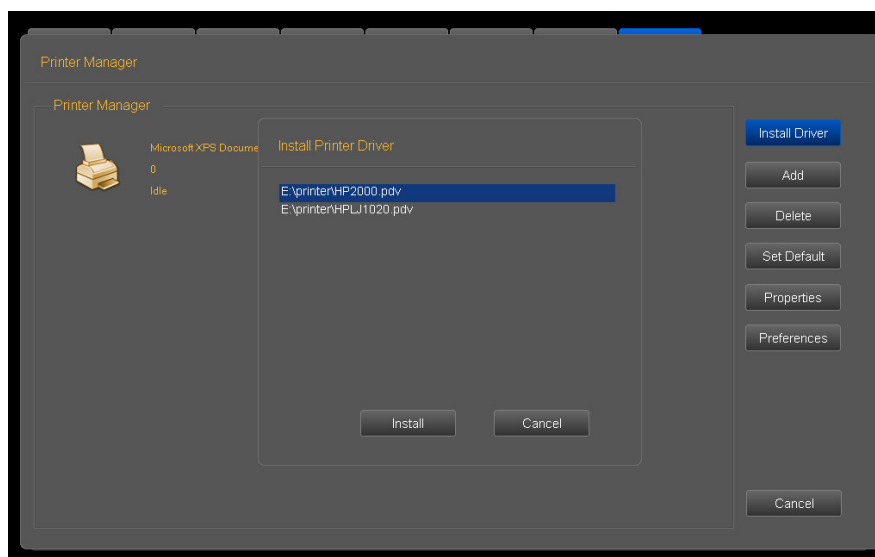 Printer Manager
Printer Manager
Install Driver
Microsoft XPS Docume
Install Printer Driver
0
Add
Idle
E:\printer\HP2000.pdv
E:\printer\HPLJ1020.pdv
Delete
Set Default
Properties
Preferences
Install
Cancel
Cancel